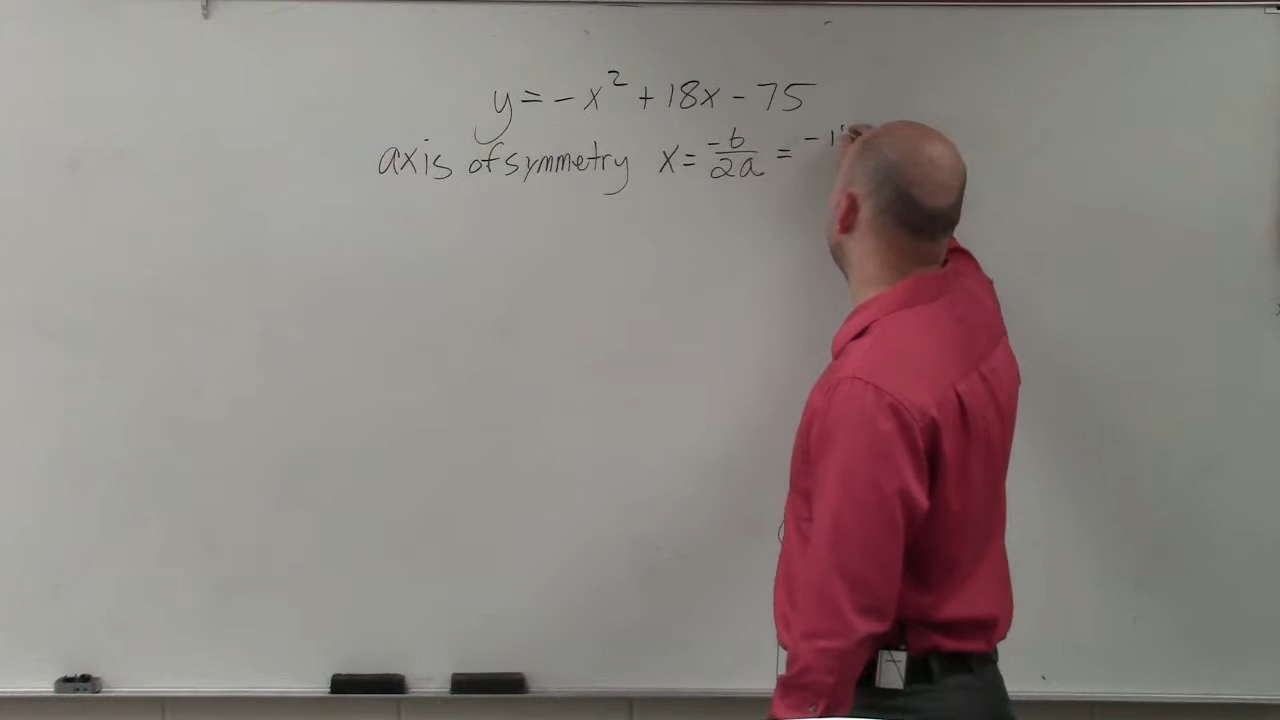 y = -x² + 18x - 75
axis of symmetry x = -b/2a = -1